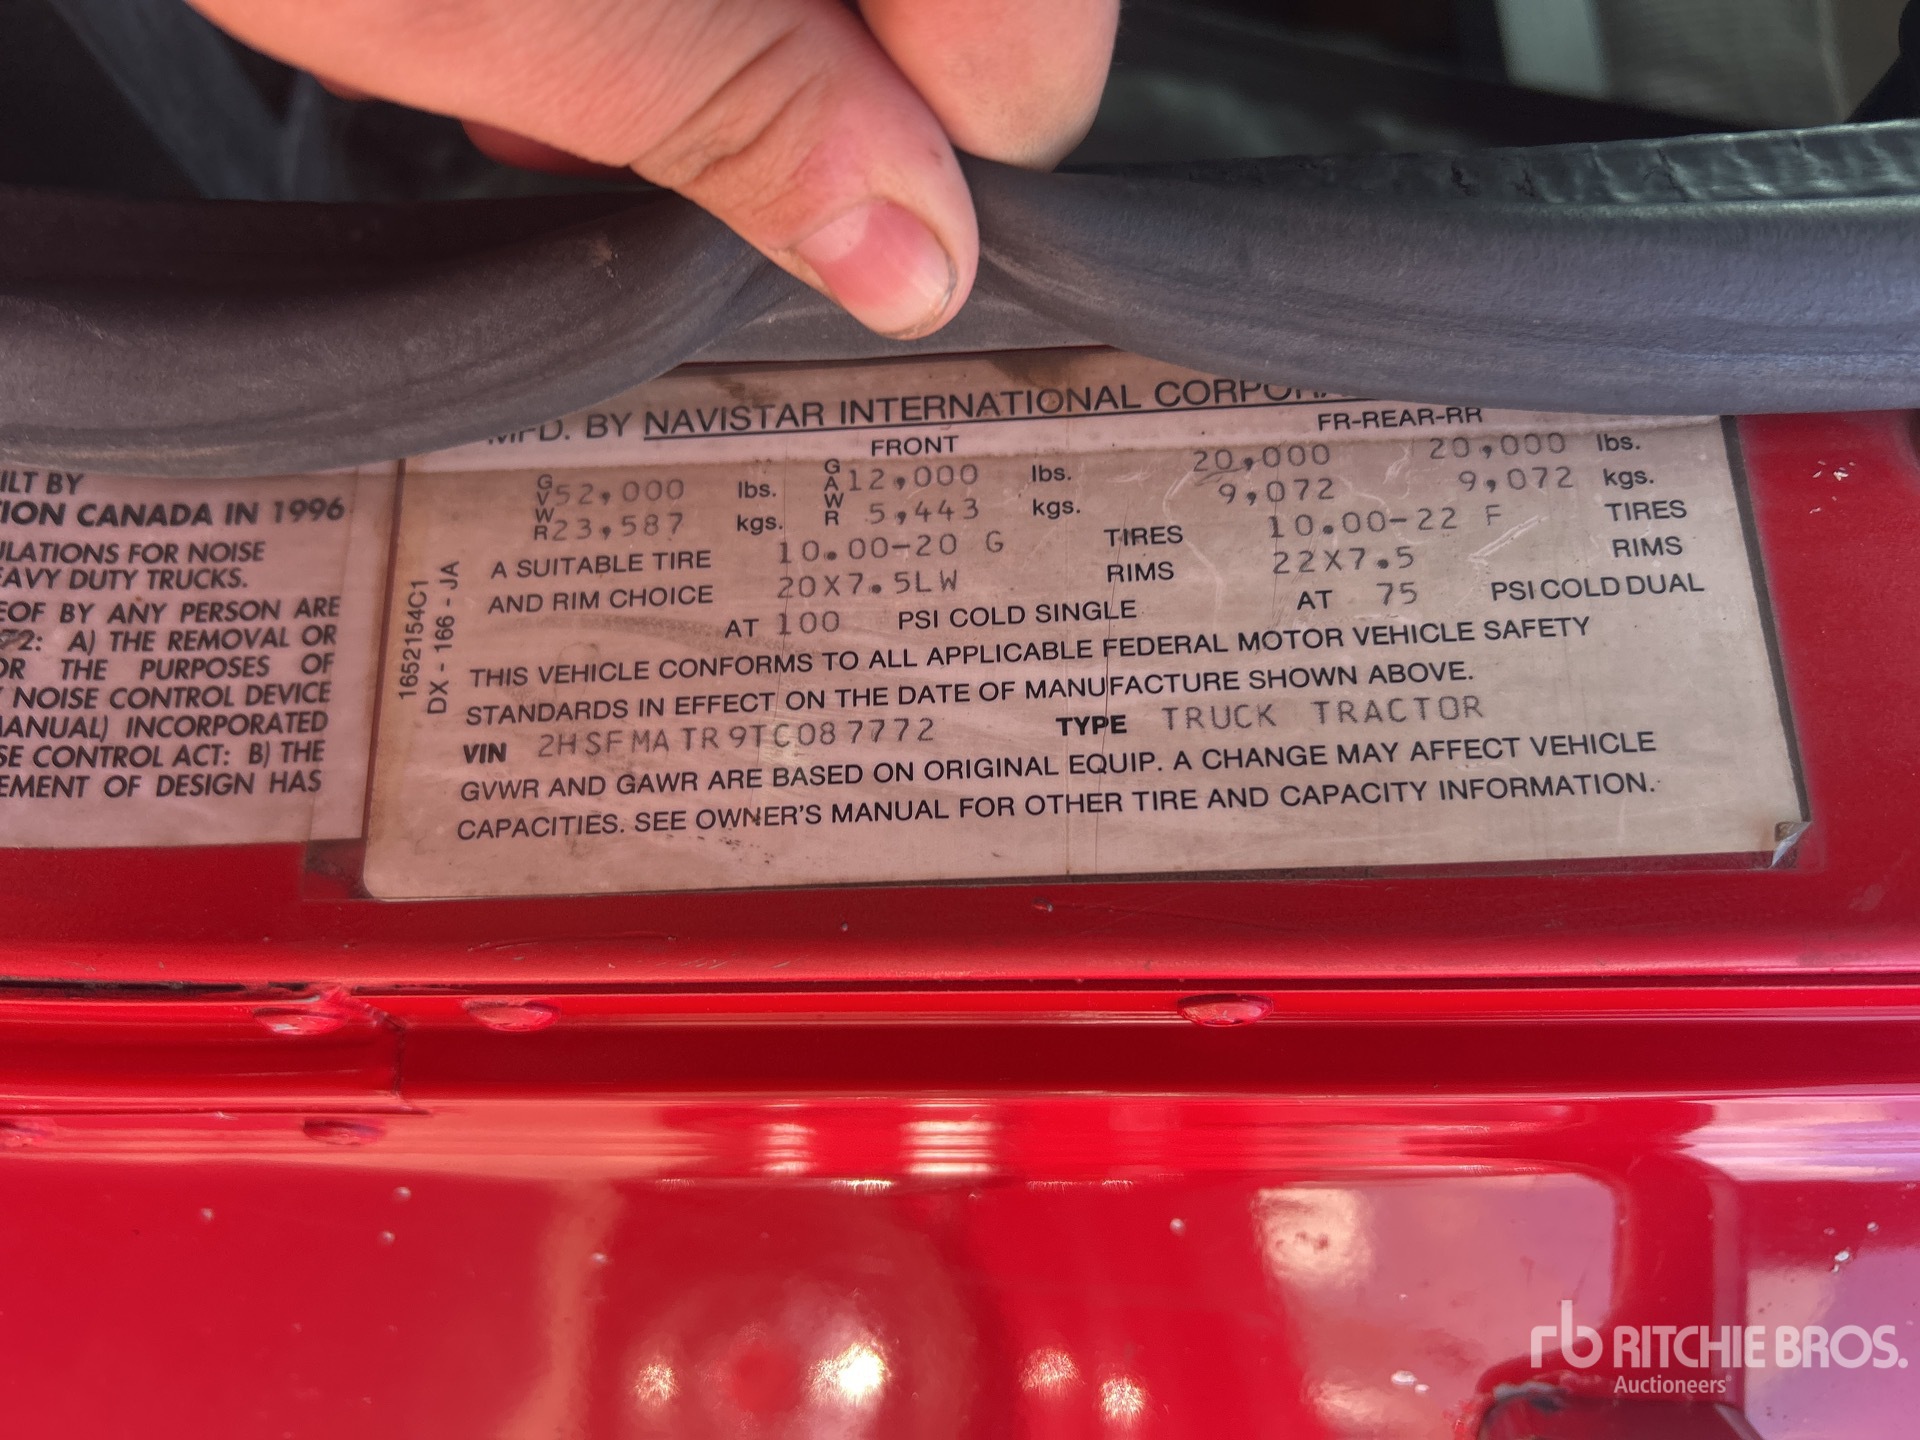 ILT BY
ION CANADA IN 1996
ULATIONS FOR NOISE
EAVY DUTY TRUCKS.
EOF BY ANY PERSON ARE
72: A) THE REMOVAL OR
OR THE PURPOSES OF
Y NOISE CONTROL DEVICE
MANUAL) INCORPORATED
SE CONTROL ACT: B) THE
EMENT OF DESIGN HAS
1652154C1
DX - 166 - JA
MFD. BY NAVISTAR INTERNATIONAL CORPORA
FRONT FR-REAR-RR
GVWR 52,000 lbs. GAWR 12,000 lbs. 20,000 20,000 lbs.
23,587 kgs. 5,443 kgs. 9,072 9,072 kgs.
A SUITABLE TIRE 10.00-20 G TIRES 10.00-22 F TIRES
AND RIM CHOICE 20X7.5LW RIMS 22X7.5 RIMS
AT 100 PSI COLD SINGLE AT 75 PSI COLD DUAL
THIS VEHICLE CONFORMS TO ALL APPLICABLE FEDERAL MOTOR VEHICLE SAFETY
STANDARDS IN EFFECT ON THE DATE OF MANUFACTURE SHOWN ABOVE.
VIN 2HSFMATR9TC087772 TYPE TRUCK TRACTOR
GVWR AND GAWR ARE BASED ON ORIGINAL EQUIP. A CHANGE MAY AFFECT VEHICLE
CAPACITIES. SEE OWNER'S MANUAL FOR OTHER TIRE AND CAPACITY INFORMATION.
rb RITCHIE BROS.
Auctioneers